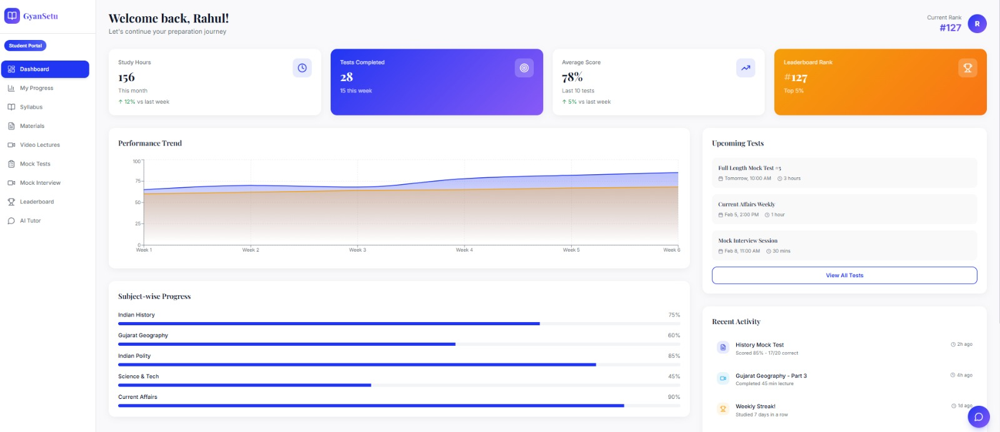 GyanSetu
Student Portal
Dashboard
My Progress
Syllabus
Materials
Video Lectures
Mock Tests
Mock Interview
Leaderboard
AI Tutor
Welcome back, Rahul!
Let's continue your preparation journey
Current Rank
#127
R
Study Hours
156
This month
↑ 12% vs last week
Tests Completed
28
15 this week
Average Score
78%
Last 10 tests
↑ 5% vs last week
Leaderboard Rank
#127
Top 5%
Performance Trend
100
75
50
25
0
Week 1 Week 2 Week 3 Week 4 Week 5 Week 6
Subject-wise Progress
Indian History 75%
Gujarat Geography 60%
Indian Polity 85%
Science & Tech 45%
Current Affairs 90%
Upcoming Tests
Full Length Mock Test #5
Tomorrow, 10:00 AM 3 hours
Current Affairs Weekly
Feb 5, 2:00 PM 1 hour
Mock Interview Session
Feb 8, 11:00 AM 30 mins
View All Tests
Recent Activity
History Mock Test 2h ago
Scored 85% - 17/20 correct
Gujarat Geography - Part 3 4h ago
Completed 45 min lecture
Weekly Streak! 1d ago
Studied 7 days in a row